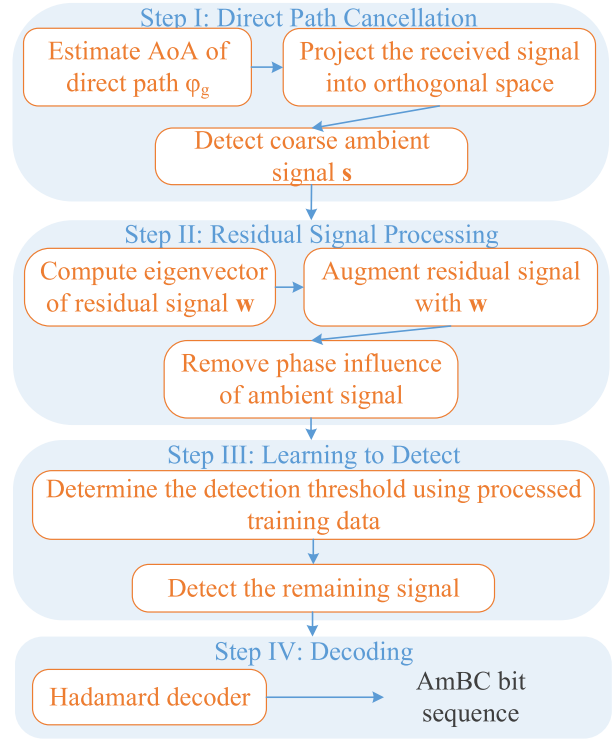 Step I: Direct Path Cancellation
Estimate AoA of
direct path φg
Project the received signal
into orthogonal space
Detect coarse ambient
signal s
Step II: Residual Signal Processing
Compute eigenvector
of residual signal w
Augment residual signal
with w
Remove phase influence
of ambient signal
Step III: Learning to Detect
Determine the detection threshold using processed
training data
Detect the remaining signal
Step IV: Decoding
Hadamard decoder
AmBC bit
sequence